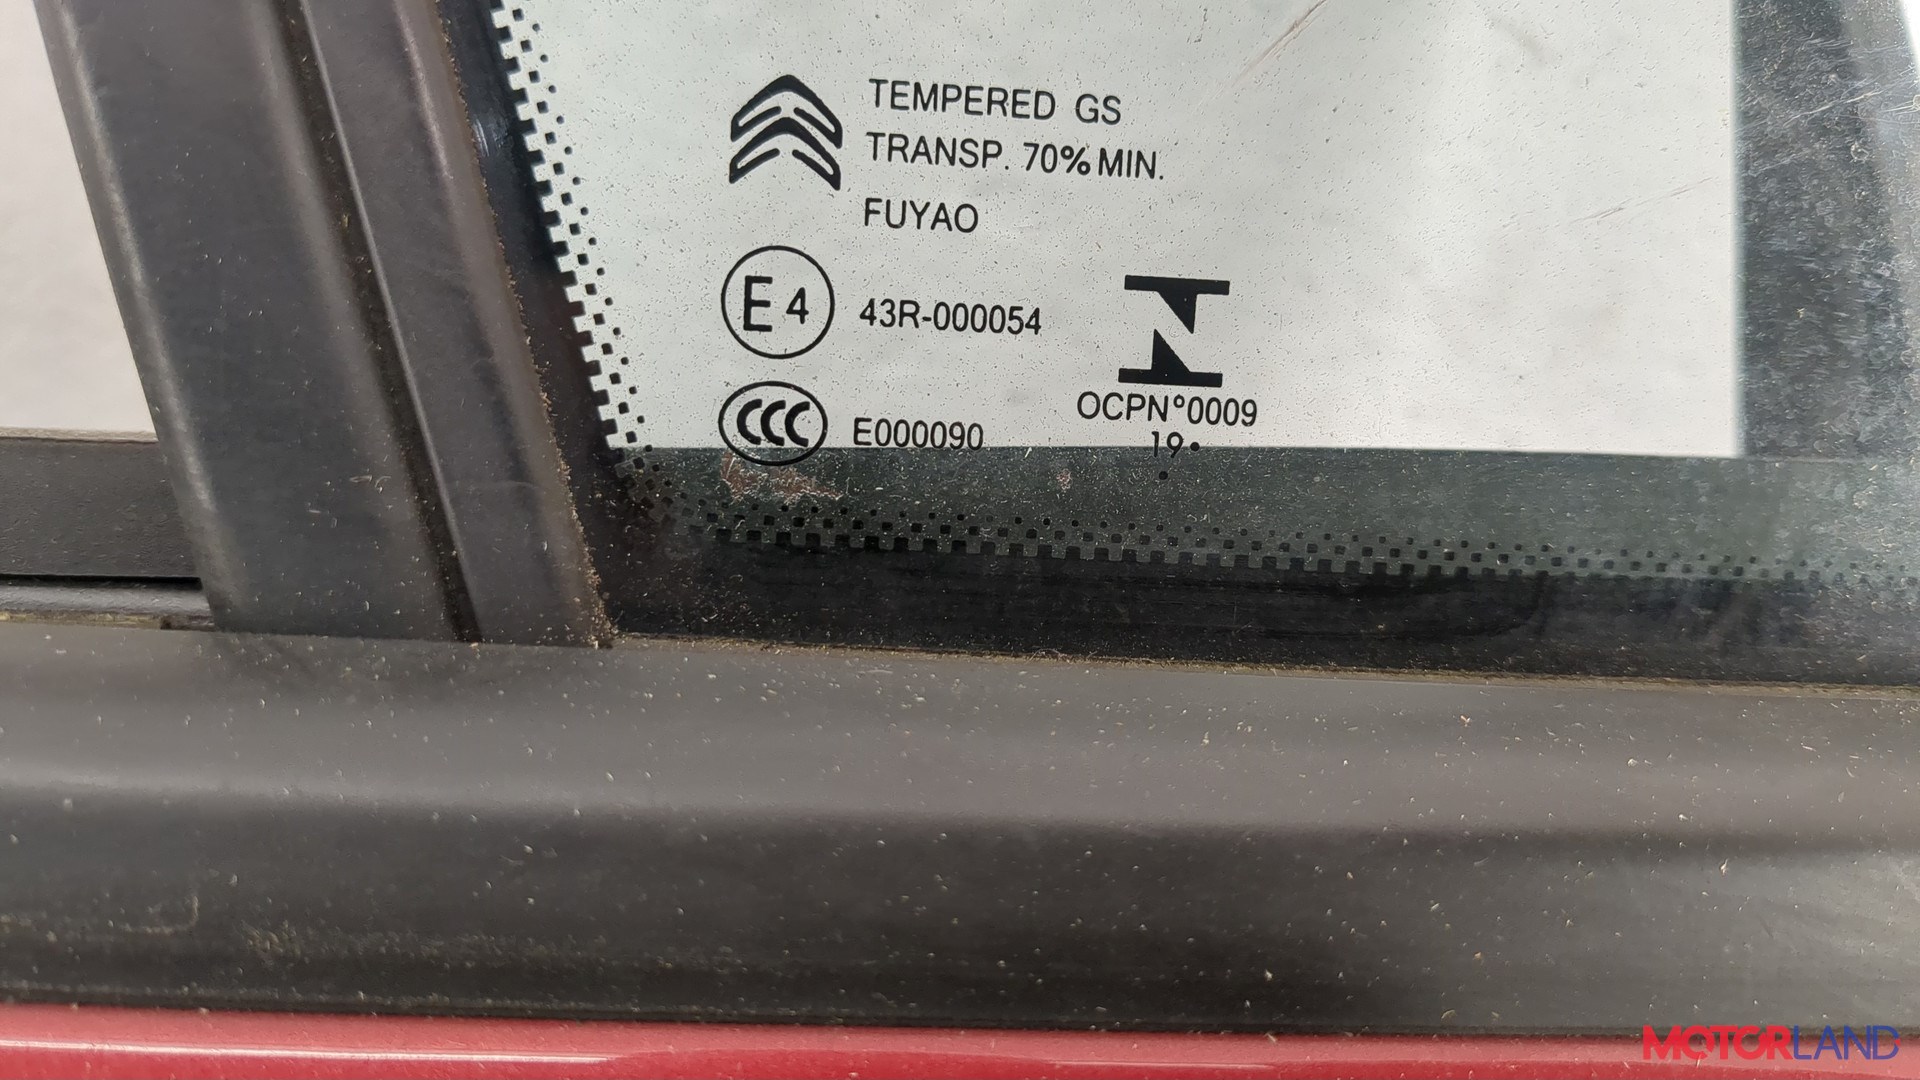 TEMPERED GS
TRANSP. 70% MIN.
FUYAO
E4 43R-000054
CCC E000090
OCPN°0009
19•
•
MOTORLAND